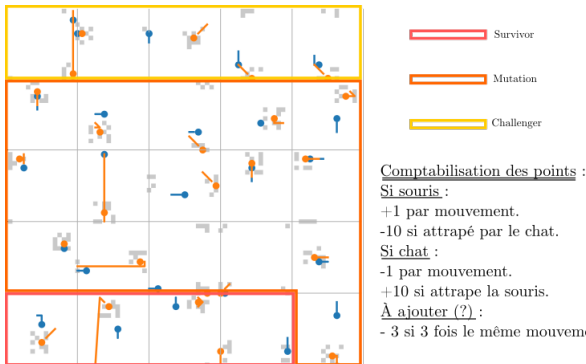 Survivor
Mutation
Challenger
Comptabilisation des points :
Si souris :
+1 par mouvement.
-10 si attrapé par le chat.
Si chat :
-1 par mouvement.
+10 si attrape la souris.
À ajouter (?) :
- 3 si 3 fois le même mouveme